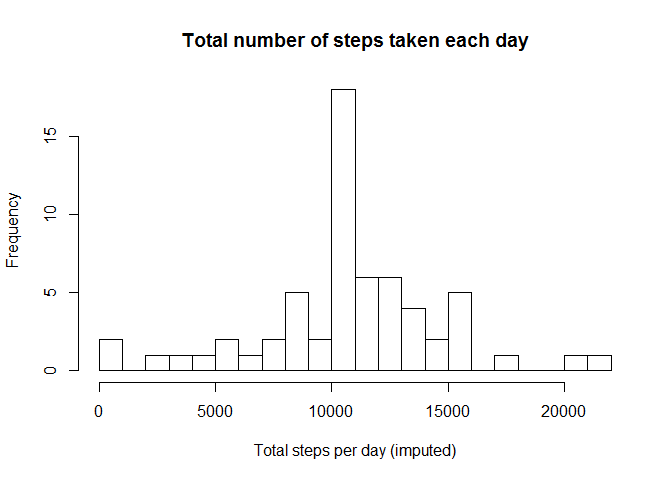 Total number of steps taken each day
Frequency
15
10
5
0
0 5000 10000 15000 20000
Total steps per day (imputed)